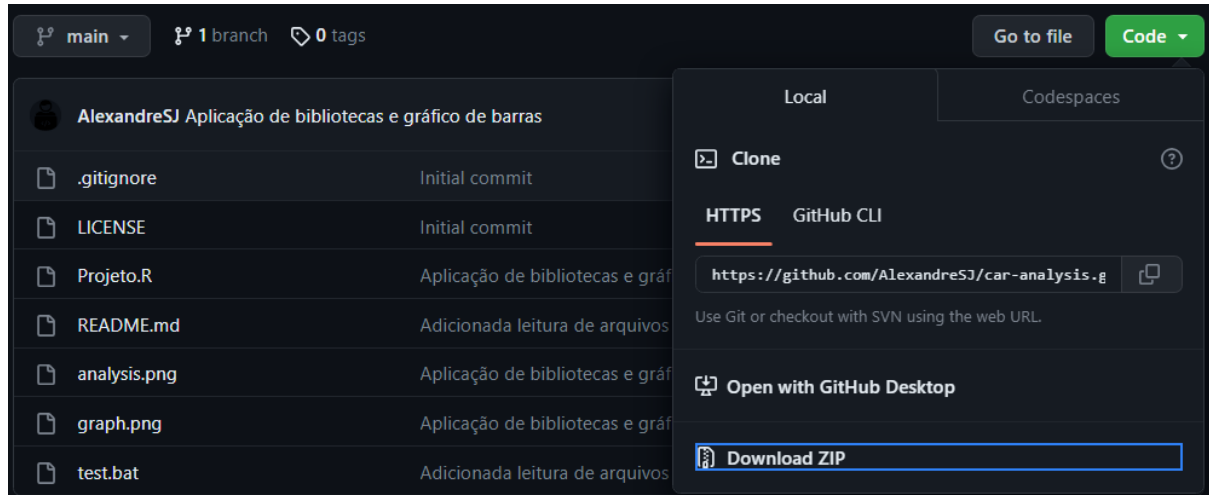 main 1 branch 0 tags Go to file Code
AlexandreSJ Aplicação de bibliotecas e gráfico de barras
.gitignore Initial commit
LICENSE Initial commit
Projeto.R Aplicação de bibliotecas e gráf
README.md Adicionada leitura de arquivos
analysis.png Aplicação de bibliotecas e gráf
graph.png Aplicação de bibliotecas e gráf
test.bat Adicionada leitura de arquivos
Local Codespaces
Clone
HTTPS GitHub CLI
https://github.com/AlexandreSJ/car-analysis.g
Use Git or checkout with SVN using the web URL.
Open with GitHub Desktop
Download ZIP